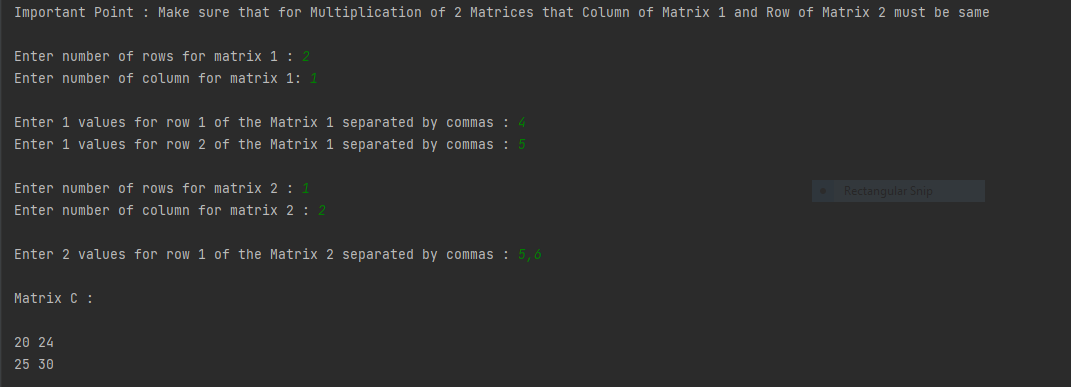 Important Point : Make sure that for Multiplication of 2 Matrices that Column of Matrix 1 and Row of Matrix 2 must be same
Enter number of rows for matrix 1 : 2
Enter number of column for matrix 1: 1
Enter 1 values for row 1 of the Matrix 1 separated by commas : 4
Enter 1 values for row 2 of the Matrix 1 separated by commas : 5
Enter number of rows for matrix 2 : 1
Rectangular Snip
Enter number of column for matrix 2 : 2
Enter 2 values for row 1 of the Matrix 2 separated by commas : 5,6
Matrix C :
20 24
25 30